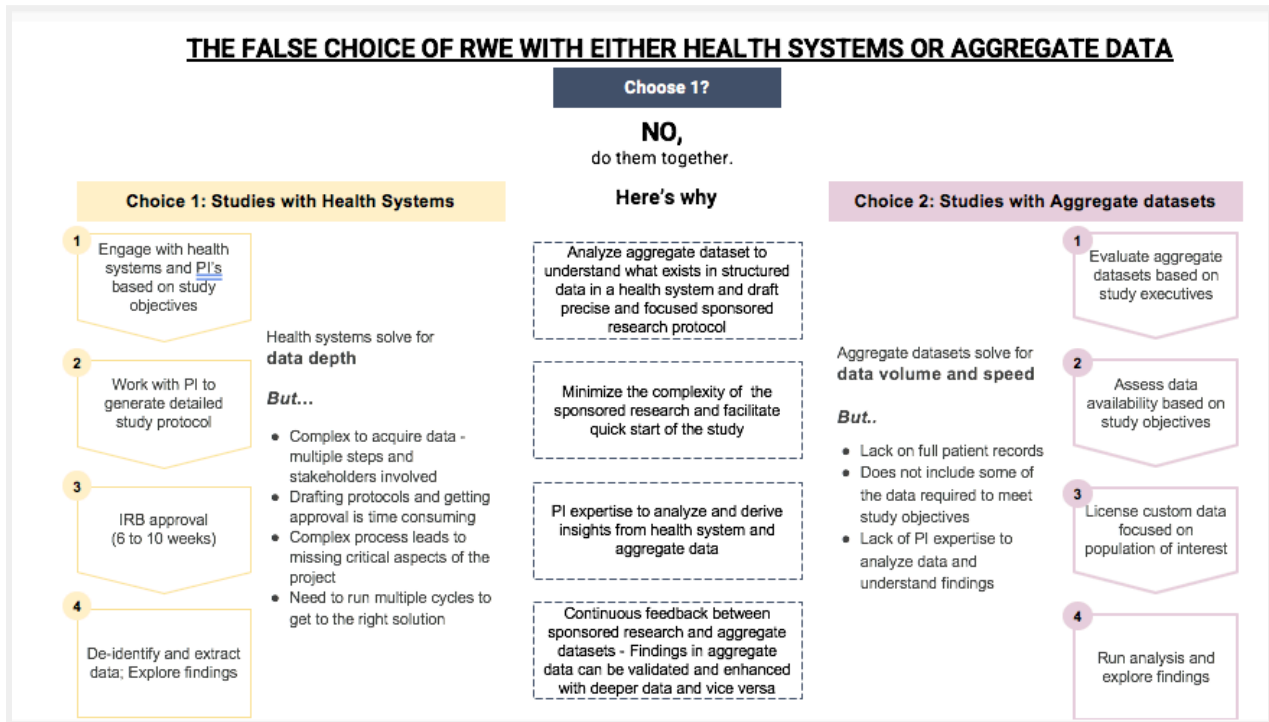 THE FALSE CHOICE OF RWE WITH EITHER HEALTH SYSTEMS OR AGGREGATE DATA
Choose 1?
NO,
do them together.
Here's why
Choice 1: Studies with Health Systems
1
Engage with health
systems and PI's
based on study
objectives
2
Work with PI to
generate detailed
study protocol
3
IRB approval
(6 to 10 weeks)
4
De-identify and extract
data; Explore findings
Health systems solve for
data depth
But...
● Complex to acquire data -
multiple steps and
stakeholders involved
● Drafting protocols and getting
approval is time consuming
● Complex process leads to
missing critical aspects of the
project
● Need to run multiple cycles to
get to the right solution
Analyze aggregate dataset to
understand what exists in structured
data in a health system and draft
precise and focused sponsored
research protocol
Minimize the complexity of the
sponsored research and facilitate
quick start of the study
PI expertise to analyze and derive
insights from health system and
aggregate data
Continuous feedback between
sponsored research and aggregate
datasets - Findings in aggregate
data can be validated and enhanced
with deeper data and vice versa
Choice 2: Studies with Aggregate datasets
Aggregate datasets solve for
data volume and speed
But..
● Lack on full patient records
● Does not include some of
the data required to meet
study objectives
● Lack of PI expertise to
analyze data and
understand findings
1
Evaluate aggregate
datasets based on
study executives
2
Assess data
availability based on
study objectives
3
License custom data
focused on
population of interest
4
Run analysis and
explore findings